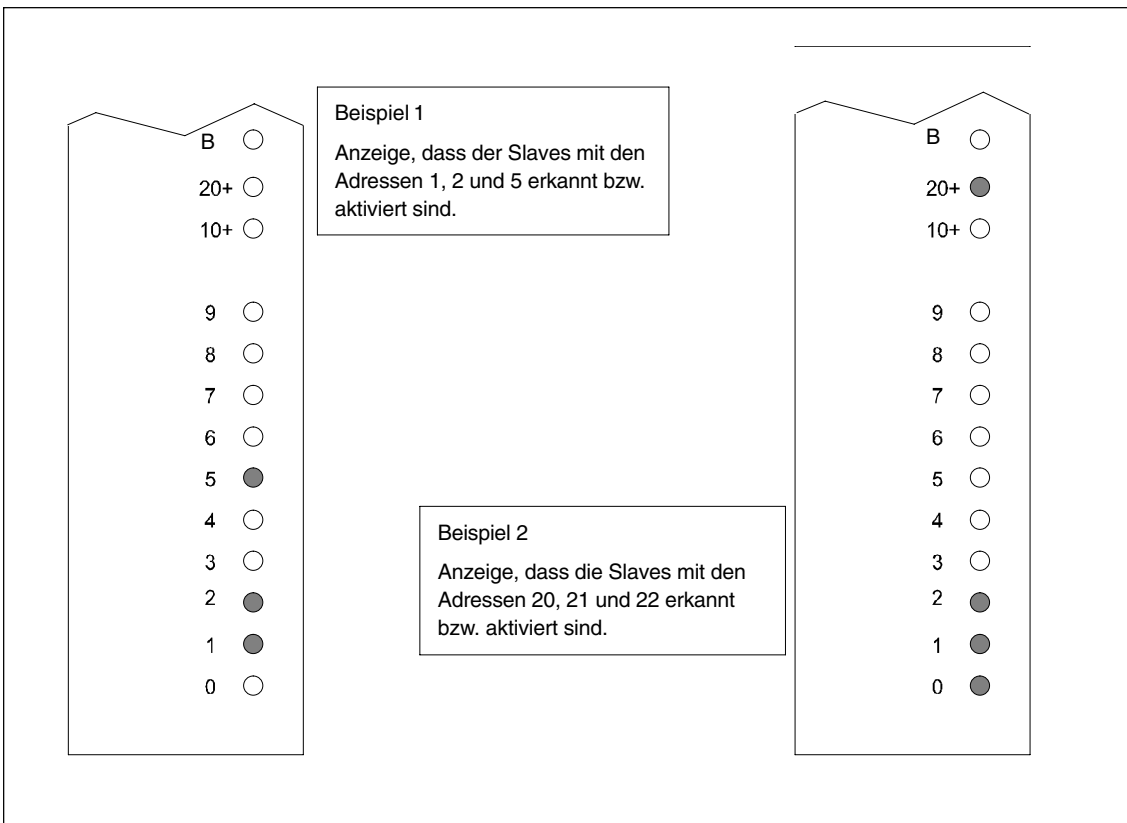 Beispiel 1
Anzeige, dass der Slaves mit den
Adressen 1, 2 und 5 erkannt bzw.
aktiviert sind.
B
20+
10+
9
8
7
6
5
4
3
2
1
0
Beispiel 2
Anzeige, dass die Slaves mit den
Adressen 20, 21 und 22 erkannt
bzw. aktiviert sind.
B
20+
10+
9
8
7
6
5
4
3
2
1
0